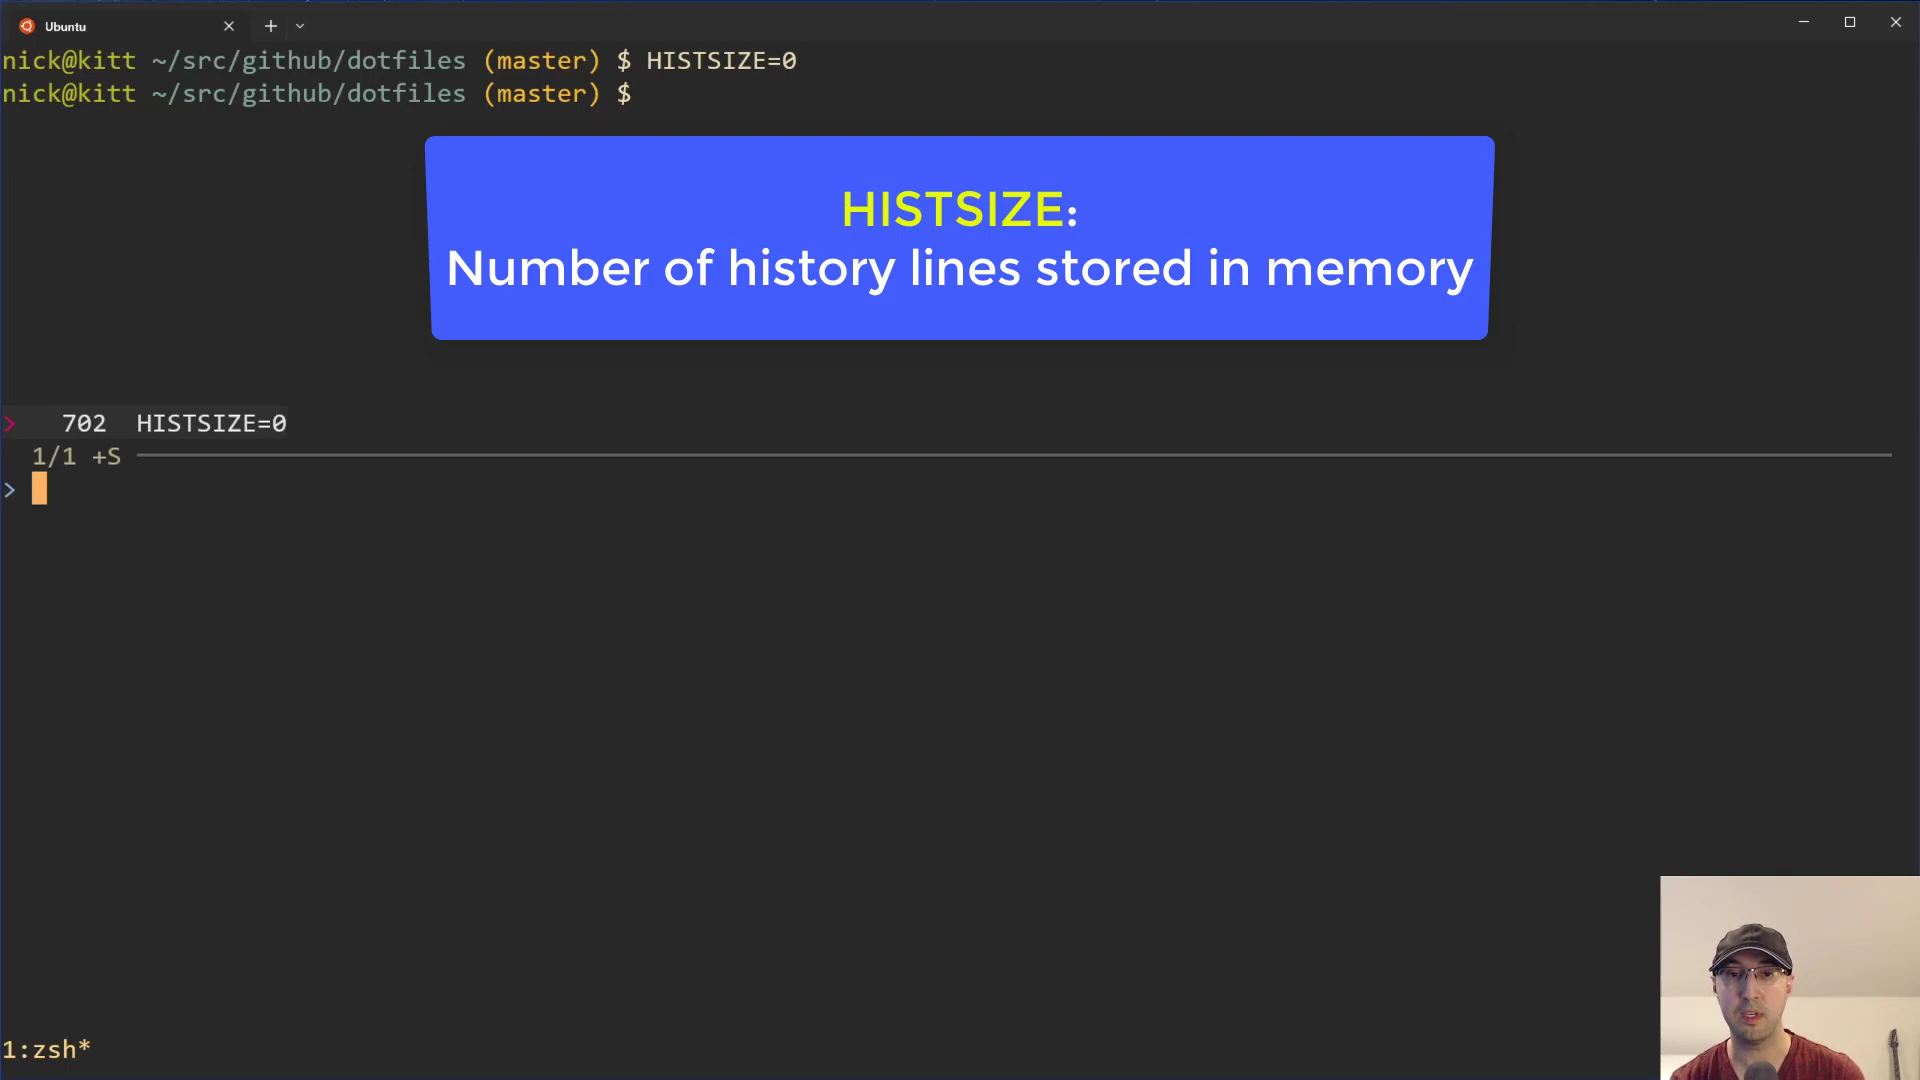 Ubuntu
nick@kitt ~/src/github/dotfiles (master) $ HISTSIZE=0
nick@kitt ~/src/github/dotfiles (master) $
HISTSIZE:
Number of history lines stored in memory
> 702 HISTSIZE=0
1/1 +S
>
1:zsh*